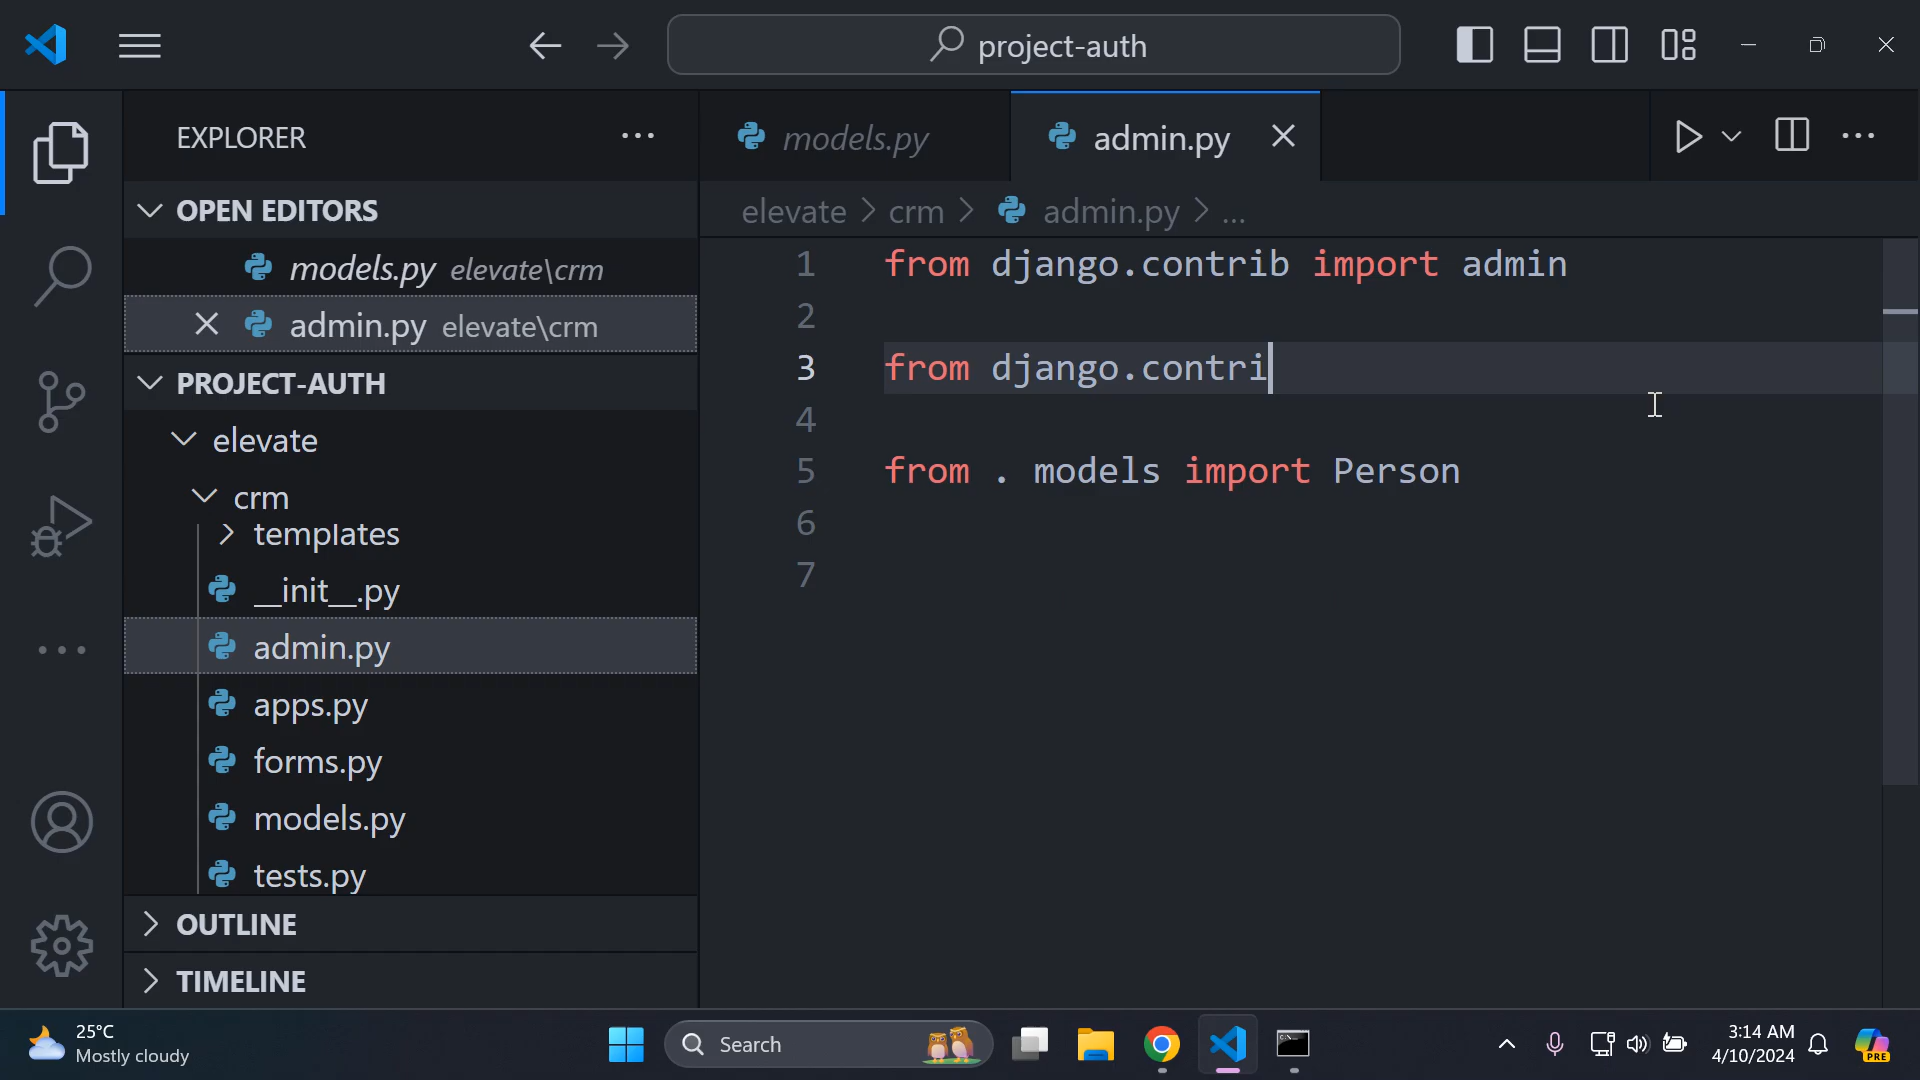 project-auth
EXPLORER
OPEN EDITORS
models.py elevate\crm
admin.py elevate\crm
PROJECT-AUTH
elevate
crm
templates
__init__.py
admin.py
apps.py
forms.py
models.py
tests.py
OUTLINE
TIMELINE
models.py
admin.py
elevate > crm > admin.py > ...
1 from django.contrib import admin
2
3 from django.contri
4
5 from . models import Person
6
7
25°C
Mostly cloudy
Search
3:14 AM
4/10/2024
PRE